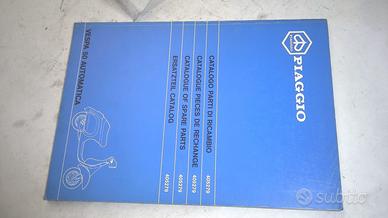 PIAGGIO
CATALOGO PARTI DI RICAMBIO 405279
CATALOGUE PIECES DE RECHANGE 405279
CATALOGUE OF SPARE PARTS 405279
ERSATZTEIL CATALOG 405279
VESPA 50 AUTOMATICA
subito